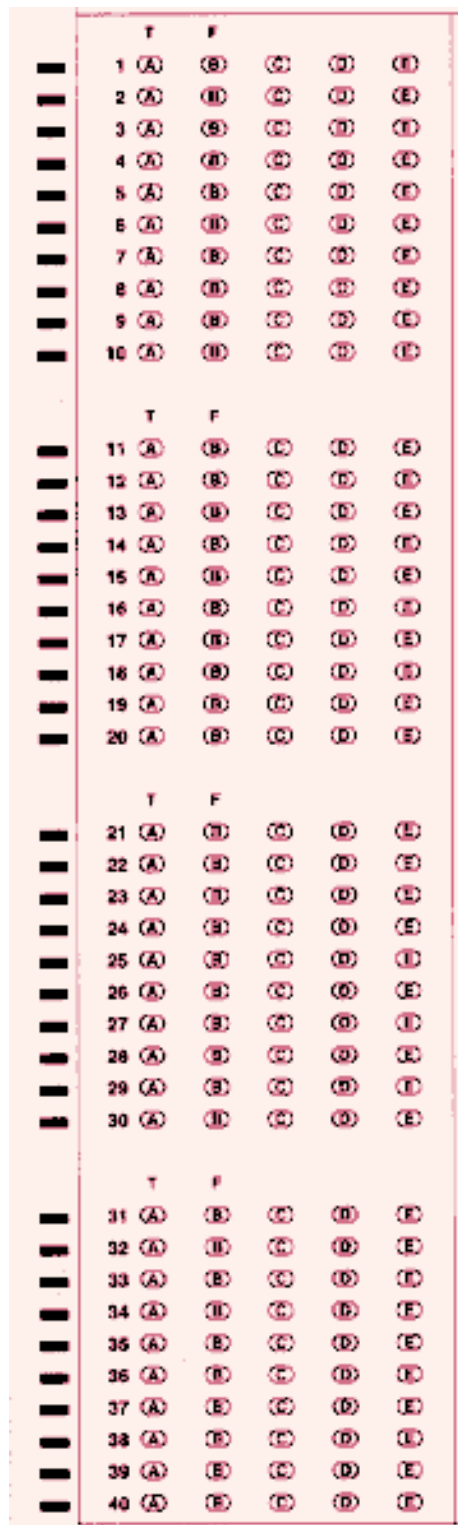 T F
1 A B C D E
2 A B C D E
3 A B C D E
4 A B C D E
5 A B C D E
6 A B C D E
7 A B C D E
8 A B C D E
9 A B C D E
10 A B C D E
T F
11 A B C D E
12 A B C D E
13 A B C D E
14 A B C D E
15 A B C D E
16 A B C D E
17 A B C D E
18 A B C D E
19 A B C D E
20 A B C D E
T F
21 A B C D E
22 A B C D E
23 A B C D E
24 A B C D E
25 A B C D E
26 A B C D E
27 A B C D E
28 A B C D E
29 A B C D E
30 A B C D E
T F
31 A B C D E
32 A B C D E
33 A B C D E
34 A B C D E
35 A B C D E
36 A B C D E
37 A B C D E
38 A B C D E
39 A B C D E
40 A B C D E